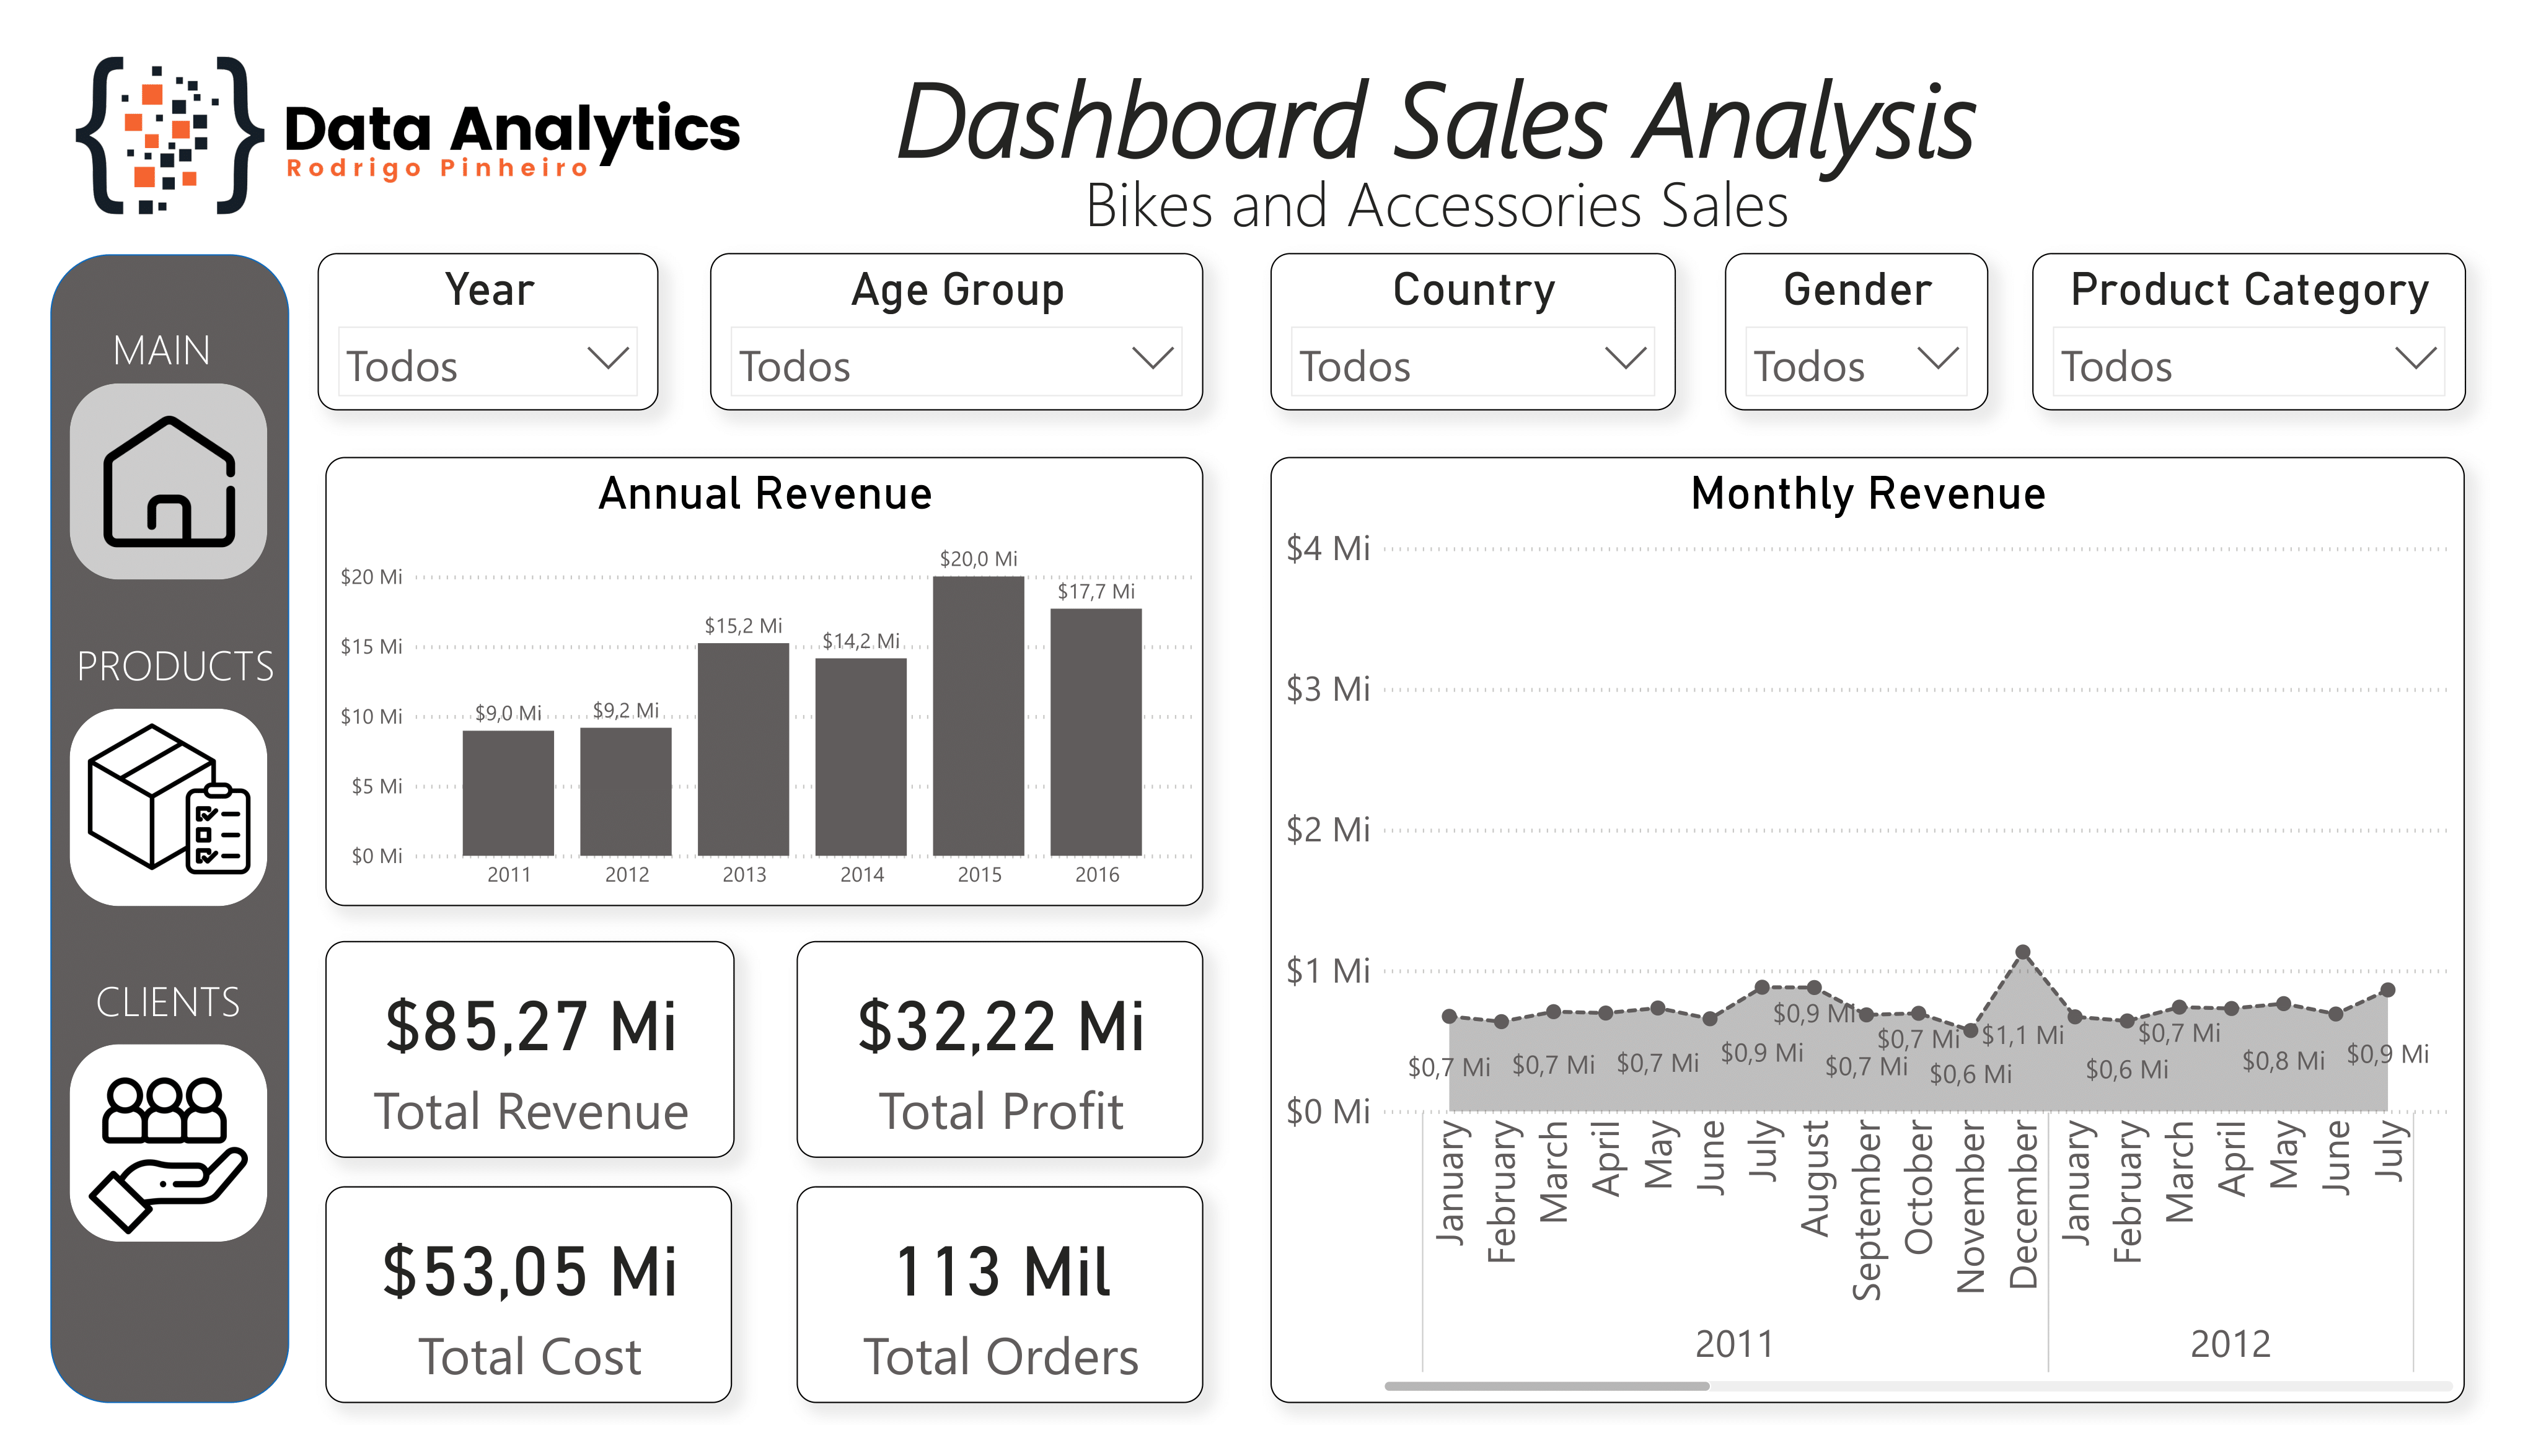 Data Analytics
Rodrigo Pinheiro
Dashboard Sales Analysis
Bikes and Accessories Sales
MAIN
PRODUCTS
CLIENTS
Year
Todos
Age Group
Todos
Country
Todos
Gender
Todos
Product Category
Todos
Annual Revenue
$20 Mi
$15 Mi
$10 Mi
$5 Mi
$0 Mi
$9,0 Mi
$9,2 Mi
$15,2 Mi
$14,2 Mi
$20,0 Mi
$17,7 Mi
2011
2012
2013
2014
2015
2016
$85,27 Mi
Total Revenue
$32,22 Mi
Total Profit
$53,05 Mi
Total Cost
113 Mil
Total Orders
Monthly Revenue
$4 Mi
$3 Mi
$2 Mi
$1 Mi
$0 Mi
$0,7 Mi
$0,7 Mi
$0,7 Mi
$0,9 Mi
$0,9 Mi
$0,7 Mi
$0,7 Mi
$0,6 Mi
$1,1 Mi
$0,6 Mi
$0,7 Mi
$0,8 Mi
$0,9 Mi
January
February
March
April
May
June
July
August
September
October
November
December
January
February
March
April
May
June
July
2011
2012